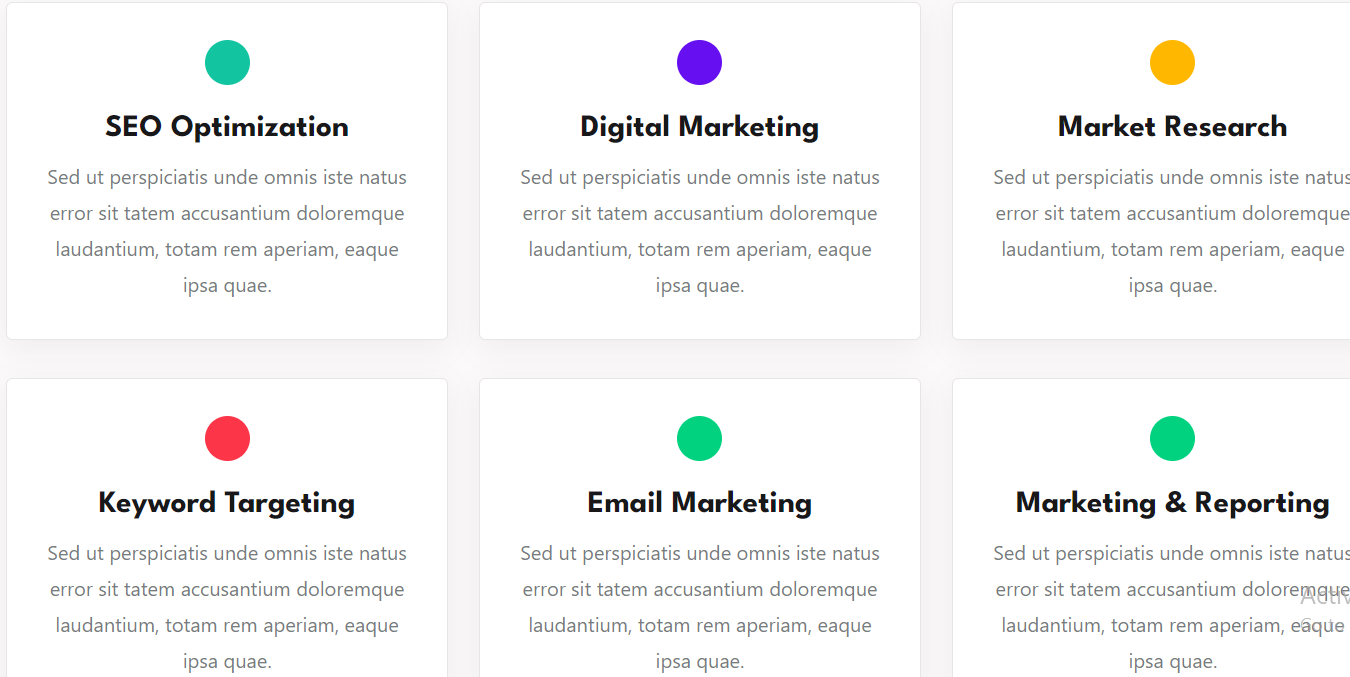 SEO Optimization
Sed ut perspiciatis unde omnis iste natus
error sit tatem accusantium doloremque
laudantium, totam rem aperiam, eaque
ipsa quae.
Digital Marketing
Sed ut perspiciatis unde omnis iste natus
error sit tatem accusantium doloremque
laudantium, totam rem aperiam, eaque
ipsa quae.
Market Research
Sed ut perspiciatis unde omnis iste natus
error sit tatem accusantium doloremque
laudantium, totam rem aperiam, eaque
ipsa quae.
Keyword Targeting
Sed ut perspiciatis unde omnis iste natus
error sit tatem accusantium doloremque
laudantium, totam rem aperiam, eaque
ipsa quae.
Email Marketing
Sed ut perspiciatis unde omnis iste natus
error sit tatem accusantium doloremque
laudantium, totam rem aperiam, eaque
ipsa quae.
Marketing & Reporting
Sed ut perspiciatis unde omnis iste natus
error sit tatem accusantium doloremque
laudantium, totam rem aperiam, eaque
ipsa quae.
Go to